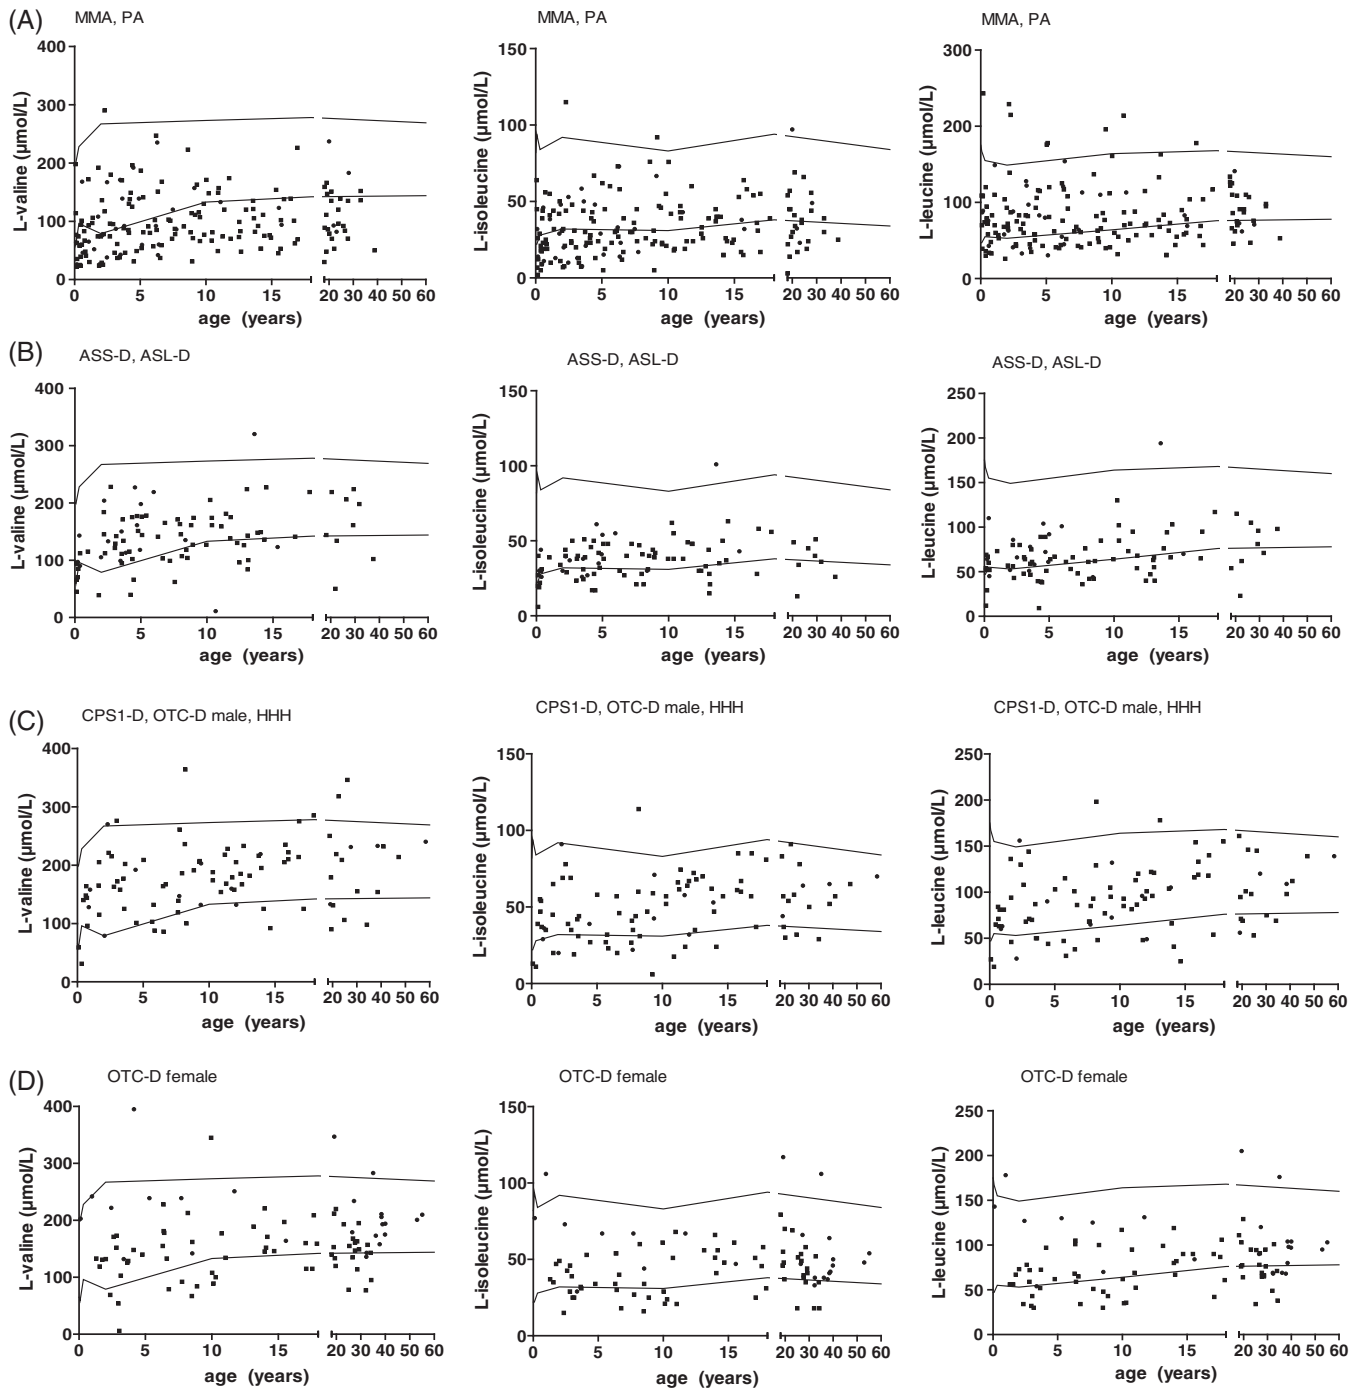 (A)
MMA, PA
MMA, PA
MMA, PA
L-valine (μmol/L)
400
300
200
100
0
0 5 10 15 20 30 40 50 60
age (years)
L-isoleucine (μmol/L)
150
100
50
0
0 5 10 15 20 30 40 50 60
age (years)
L-leucine (μmol/L)
300
200
100
0
0 5 10 15 20 30 40 50 60
age (years)
(B)
ASS-D, ASL-D
ASS-D, ASL-D
ASS-D, ASL-D
L-valine (μmol/L)
400
300
200
100
0
0 5 10 15 20 30 40 50 60
age (years)
L-isoleucine (μmol/L)
150
100
50
0
0 5 10 15 20 30 40 50 60
age (years)
L-leucine (μmol/L)
250
200
150
100
50
0
0 5 10 15 20 30 40 50 60
age (years)
(C)
CPS1-D, OTC-D male, HHH
CPS1-D, OTC-D male, HHH
CPS1-D, OTC-D male, HHH
L-valine (μmol/L)
400
300
200
100
0
0 5 10 15 20 30 40 50 60
age (years)
L-isoleucine (μmol/L)
150
100
50
0
0 5 10 15 20 30 40 50 60
age (years)
L-leucine (μmol/L)
250
200
150
100
50
0
0 5 10 15 20 30 40 50 60
age (years)
(D)
OTC-D female
OTC-D female
OTC-D female
L-valine (μmol/L)
400
300
200
100
0
0 5 10 15 20 30 40 50 60
age (years)
L-isoleucine (μmol/L)
150
100
50
0
0 5 10 15 20 30 40 50 60
age (years)
L-leucine (μmol/L)
250
200
150
100
50
0
0 5 10 15 20 30 40 50 60
age (years)